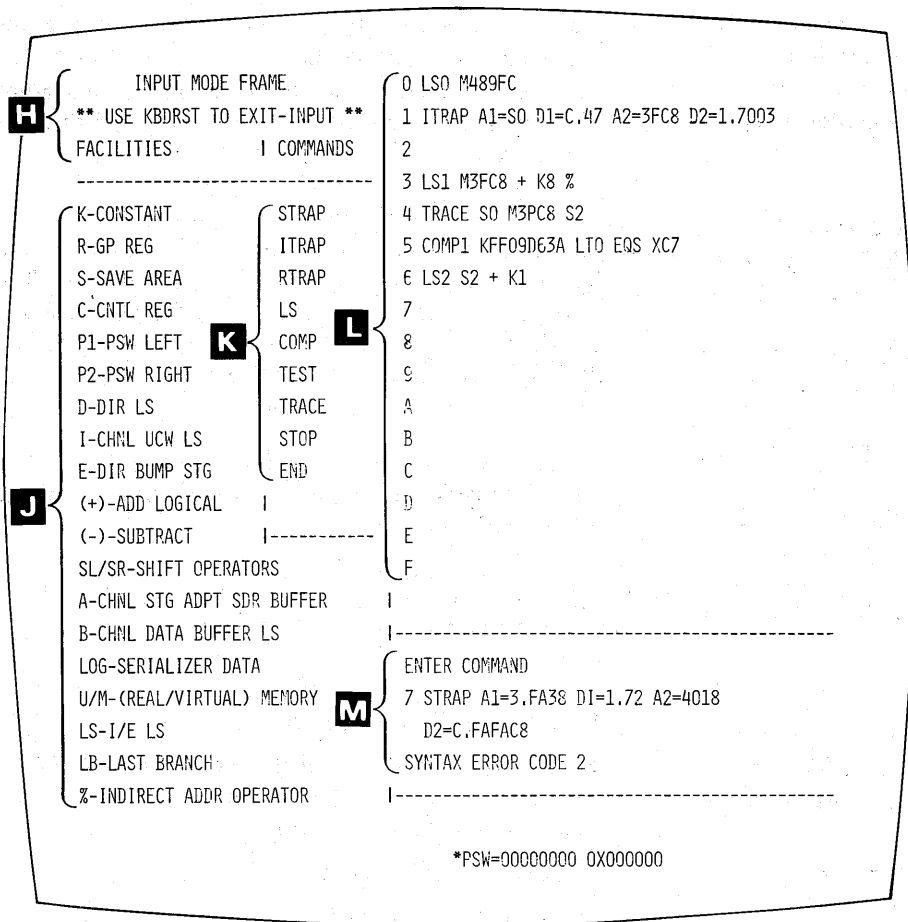 H
INPUT MODE FRAME
** USE KBDRST TO EXIT-INPUT **
FACILITIES | COMMANDS
------------------------------
J
K-CONSTANT
R-GP REG
S-SAVE AREA
C-CNTL REG
P1-PSW LEFT
P2-PSW RIGHT
D-DIR LS
I-CHNL UCW LS
E-DIR BUMP STG
(+)-ADD LOGICAL |
(-)-SUBTRACT |-----------
SL/SR-SHIFT OPERATORS
A-CHNL STG ADPT SDR BUFFER
B-CHNL DATA BUFFER LS
LOG-SERIALIZER DATA
U/M-(REAL/VIRTUAL) MEMORY
LS-I/E LS
LB-LAST BRANCH
%-INDIRECT ADDR OPERATOR
K
STRAP
ITRAP
RTRAP
LS
COMP
TEST
TRACE
STOP
END
L
0 LS0 M489FC
1 ITRAP A1=S0 D1=C.47 A2=3FC8 D2=1.7003
2
3 LS1 M3FC8 + K8 %
4 TRACE S0 M3PC8 S2
5 COMP1 KFF09D63A LT0 EQS XC7
6 LS2 S2 + K1
7
8
9
A
B
C
D
E
F
|
|------------------------------------------
M
ENTER COMMAND
7 STRAP A1=3.FA38 DI=1.72 A2=4018
D2=C.FAFAC8
SYNTAX ERROR CODE 2
|------------------------------------------
*PSW=00000000 0X000000